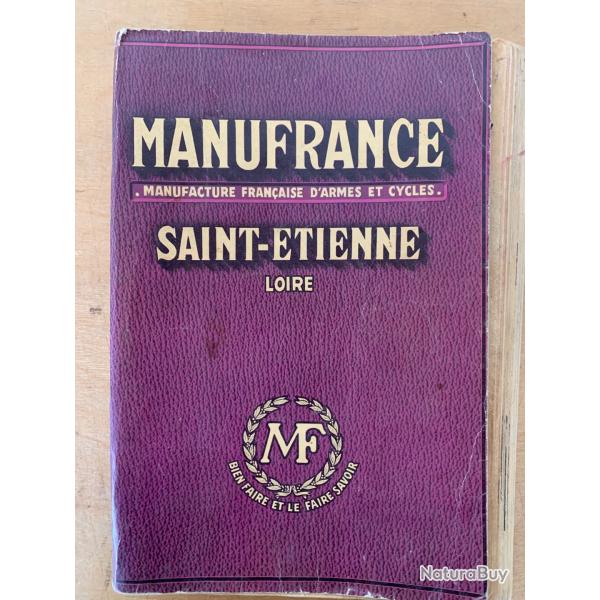 MANUFRANCE
. MANUFACTURE FRANÇAISE D'ARMES ET CYCLES .
SAINT-ETIENNE
LOIRE
MF
BIEN FAIRE ET LE FAIRE SAVOIR
NaturaBuy